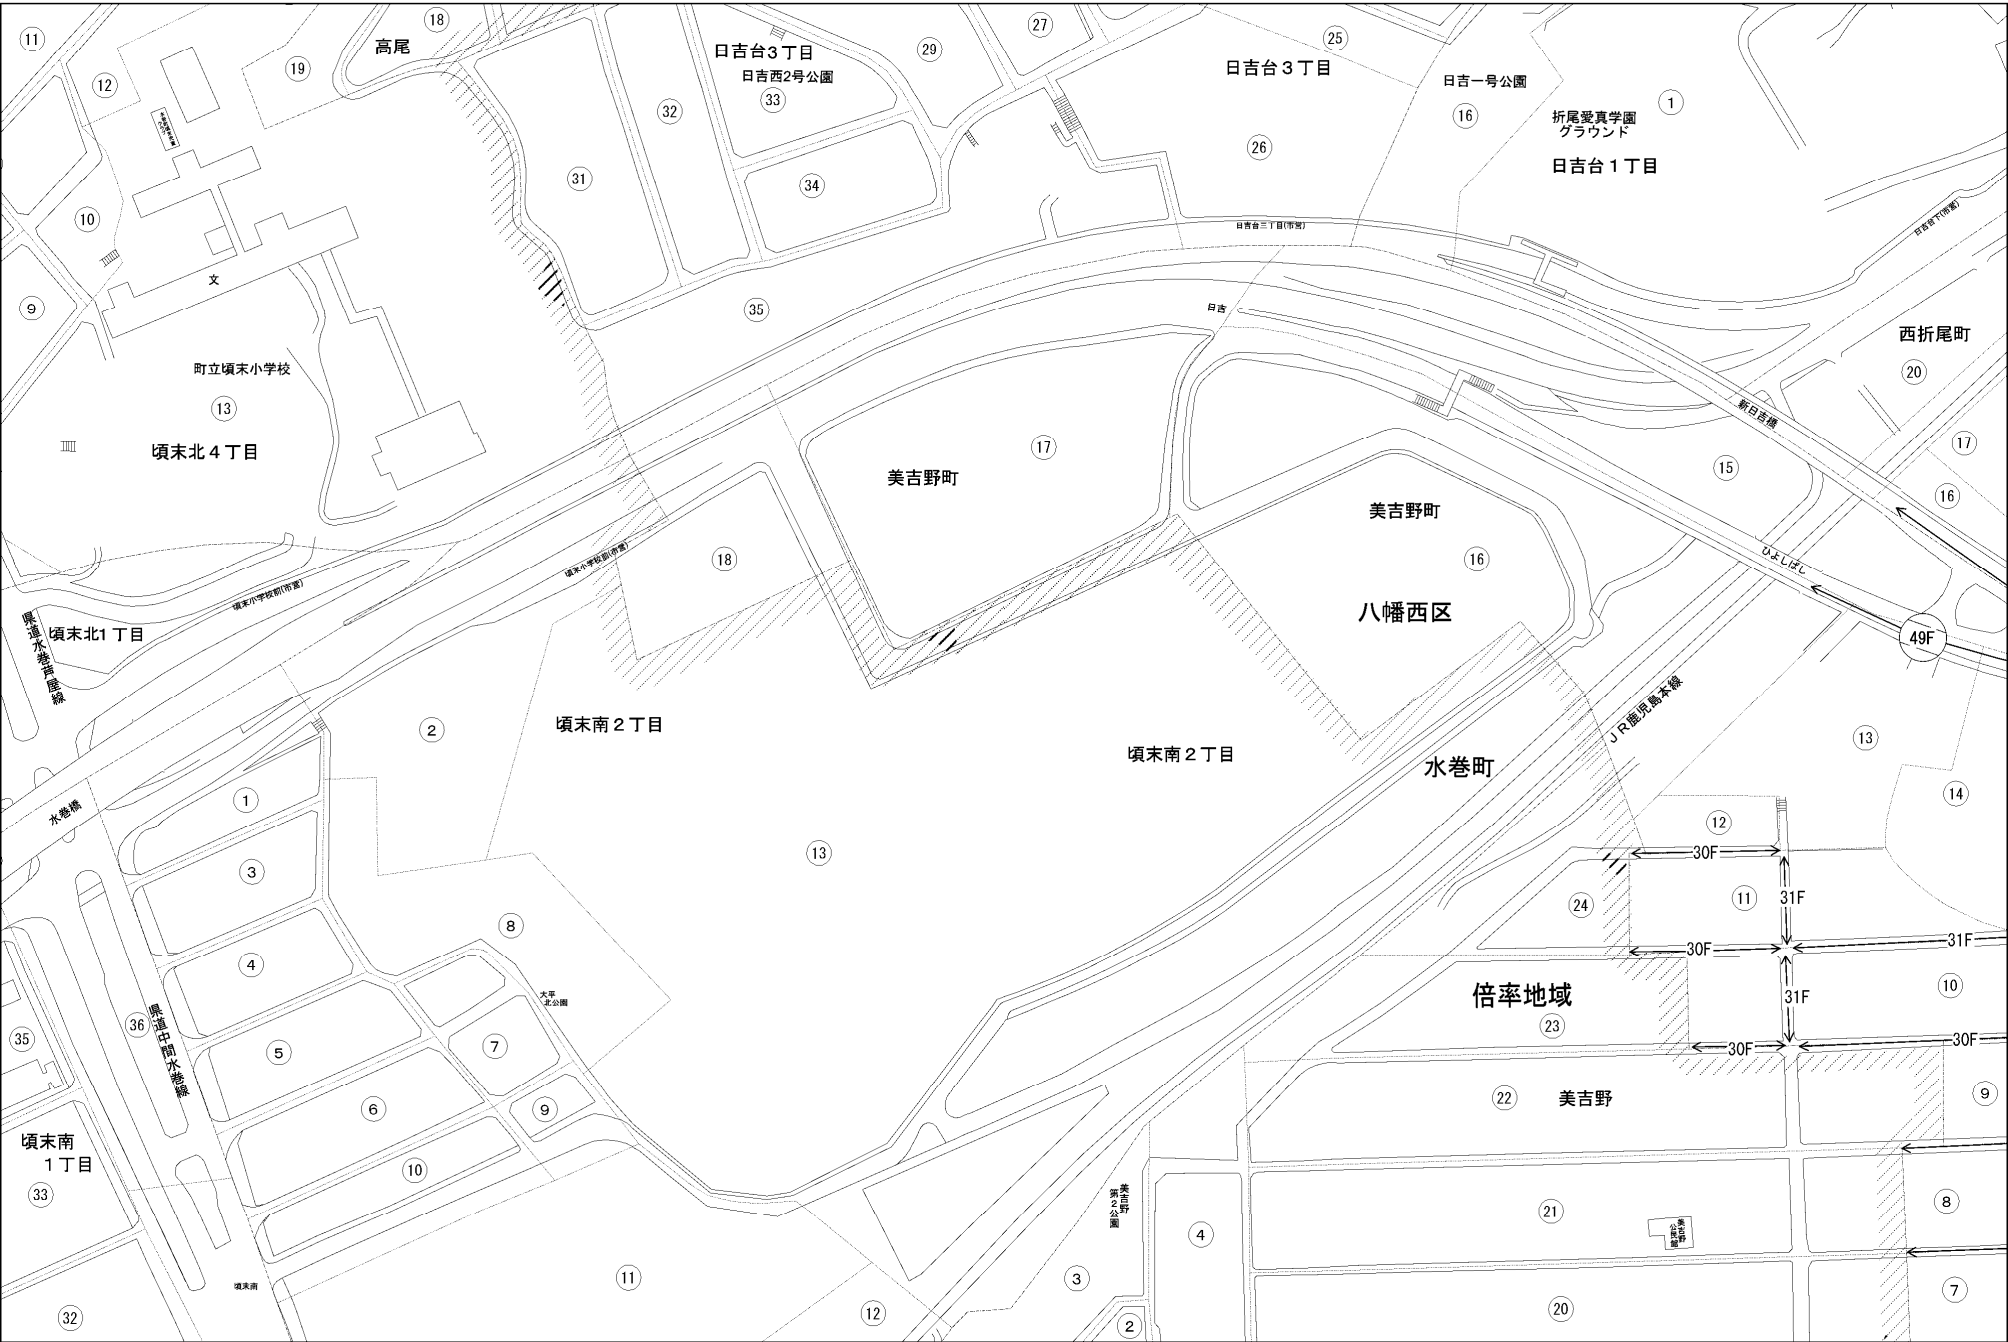 11
18
高尾
12
19
10
9
文
町立頃末小学校
13
頃末北4丁目
31
32
日吉台3丁目
日吉西2号公園
33
34
29
27
35
25
日吉台3丁目
26
日吉一号公園
16
1
折尾愛真学園
グラウンド
日吉台1丁目
日吉台三丁目(市営)
日吉台下(市営)
日吉
西折尾町
20
新日吉橋
17
16
15
ひよしばし
49F
美吉野町
17
美吉野町
16
八幡西区
18
頃末小学校前(市営)
頃末小学校前(市営)
県道水巻芦屋線
頃末北1丁目
水巻橋
2
頃末南2丁目
頃末南2丁目
水巻町
JR鹿児島本線
13
14
12
30F
11
31F
24
30F
31F
倍率地域
23
31F
10
30F
30F
1
3
4
5
6
7
8
9
10
大平
北公園
13
36
県道中間水巻線
35
頃末南
1丁目
33
32
頃末南
11
12
美吉野
第2公園
3
4
2
22
美吉野
9
21
美吉野
公民館
8
20
7